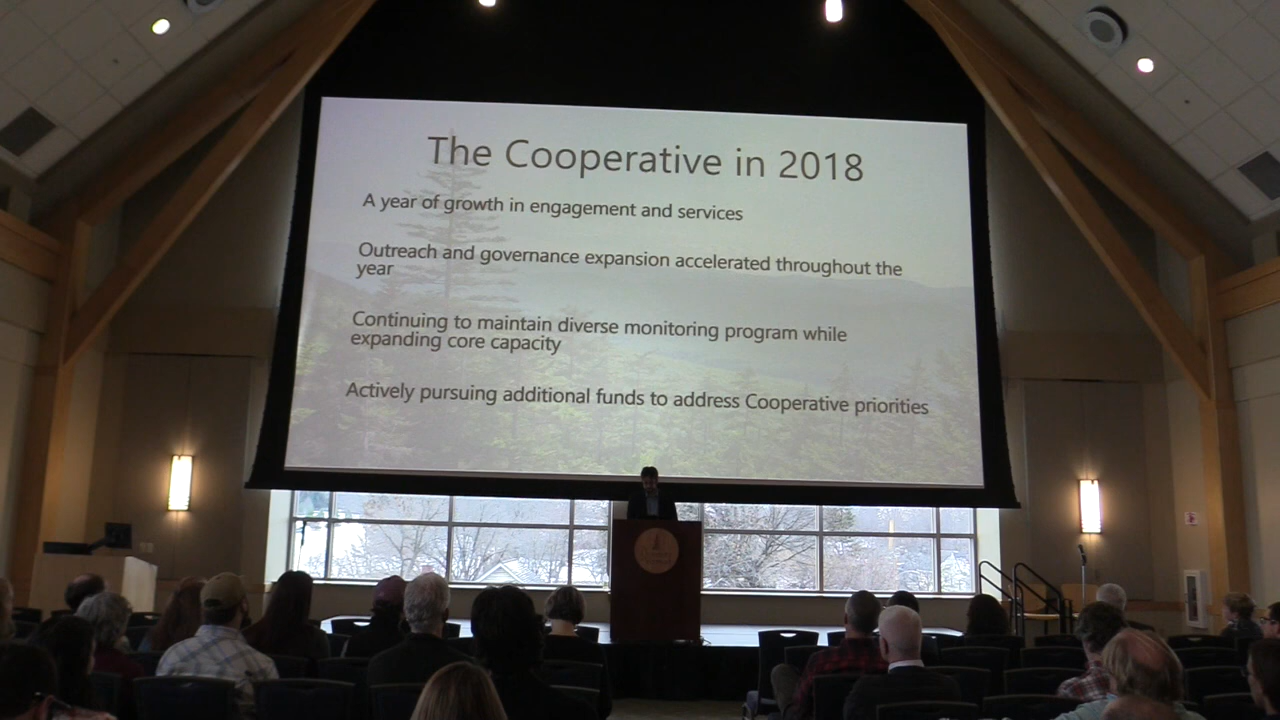 The Cooperative in 2018
A year of growth in engagement and services
Outreach and governance expansion accelerated throughout the
year
Continuing to maintain diverse monitoring program while
expanding core capacity
Actively pursuing additional funds to address Cooperative priorities